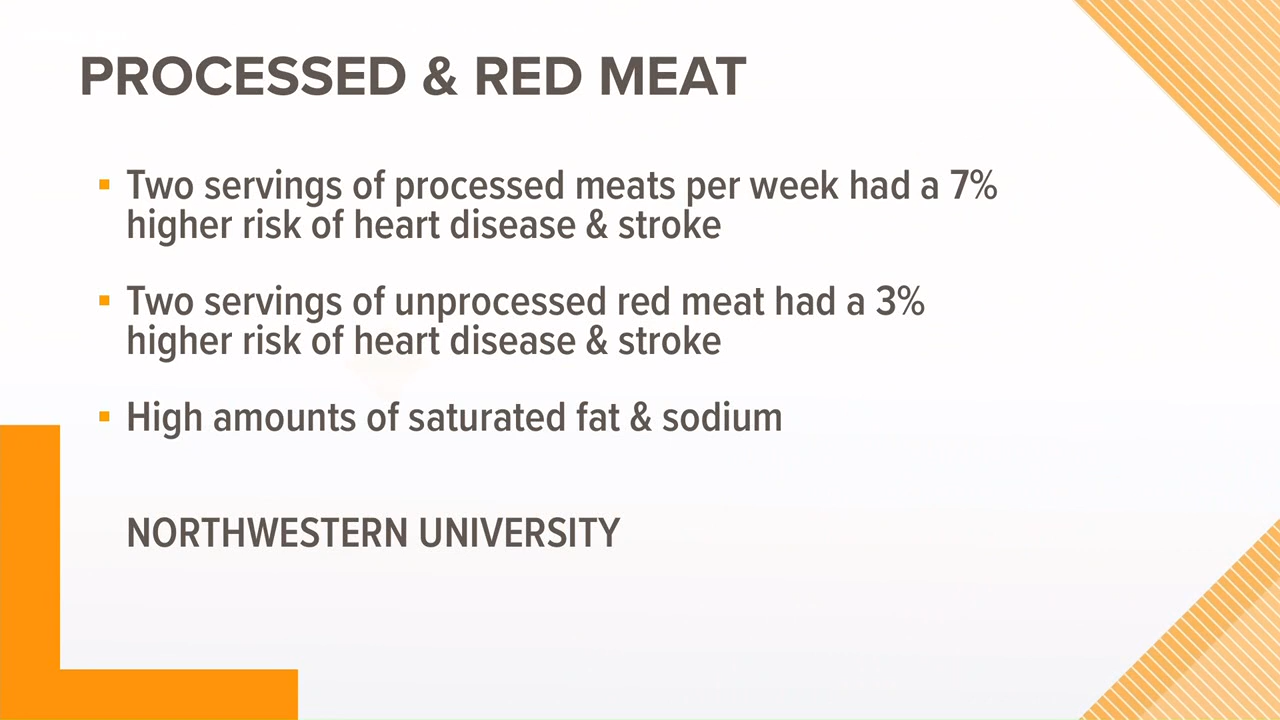 PROCESSED & RED MEAT
▪ Two servings of processed meats per week had a 7%
higher risk of heart disease & stroke
▪ Two servings of unprocessed red meat had a 3%
higher risk of heart disease & stroke
▪ High amounts of saturated fat & sodium
NORTHWESTERN UNIVERSITY